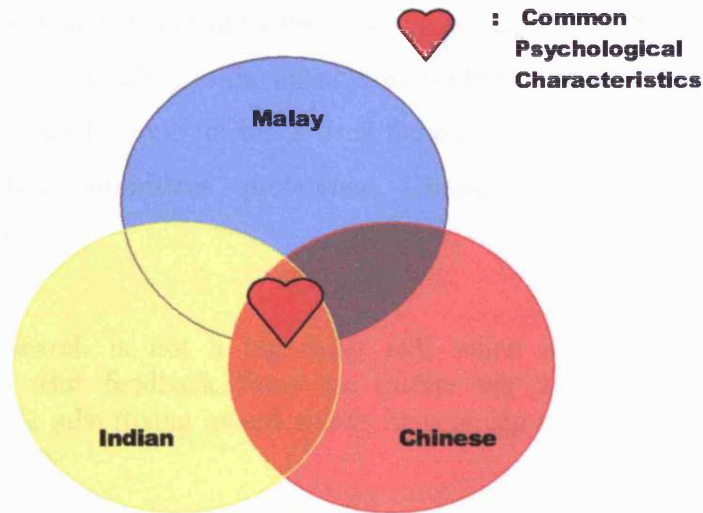 : Common
Psychological
Characteristics
Malay
Indian
Chinese